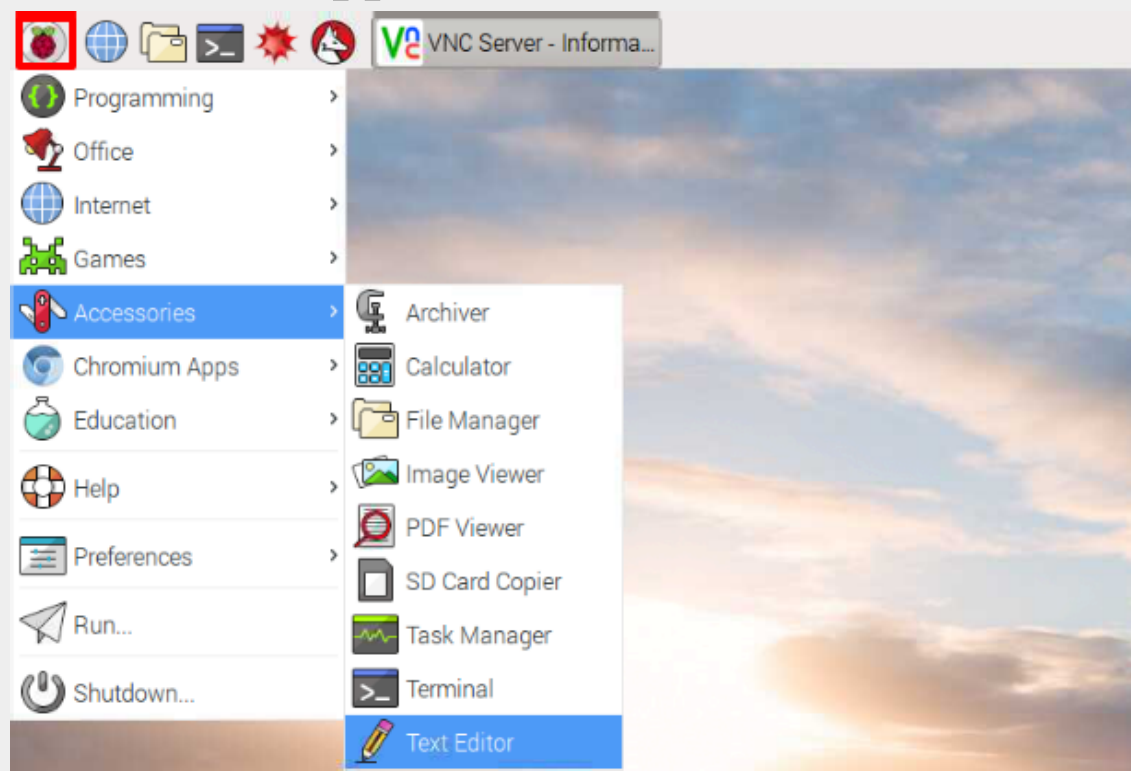 VNC Server - Informa...
Programming
Office
Internet
Games
Accessories
Chromium Apps
Education
Help
Preferences
Run...
Shutdown...
Archiver
Calculator
File Manager
Image Viewer
PDF Viewer
SD Card Copier
Task Manager
Terminal
Text Editor